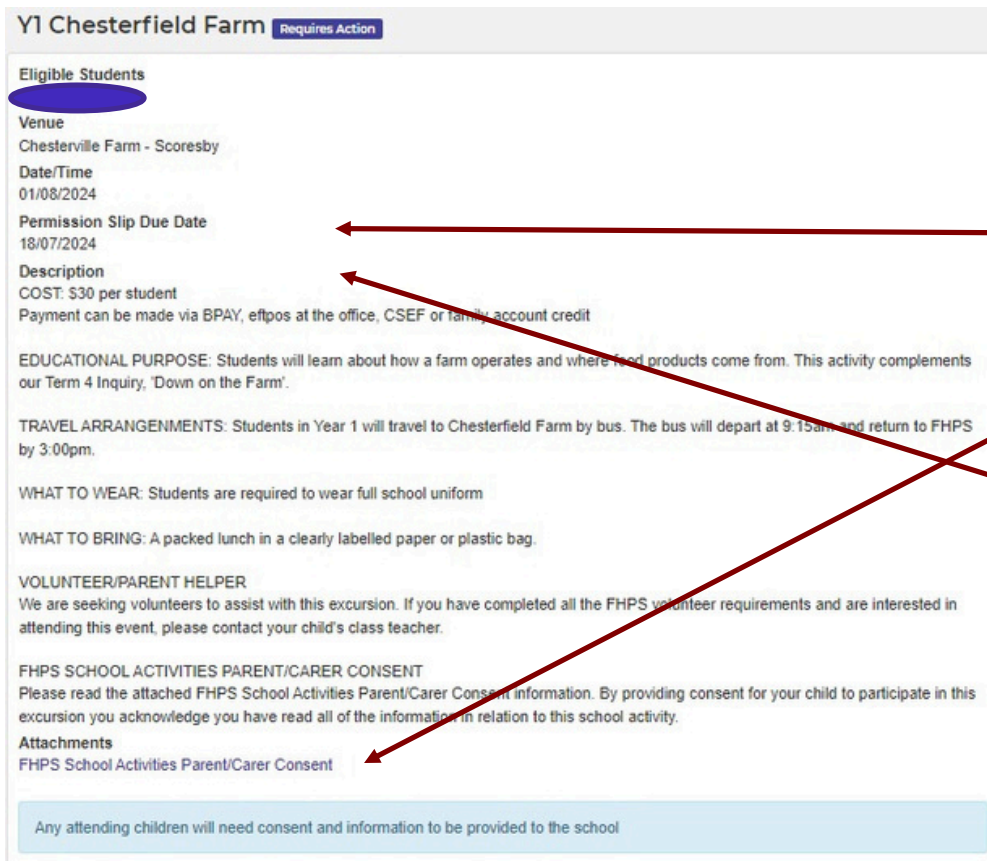 Y1 Chesterfield Farm Requires Action
Eligible Students
Venue
Chesterville Farm - Scoresby
Date/Time
01/08/2024
Permission Slip Due Date
18/07/2024
Description
COST: $30 per student
Payment can be made via BPAY, eftpos at the office, CSEF or family account credit
EDUCATIONAL PURPOSE: Students will learn about how a farm operates and where food products come from. This activity complements
our Term 4 Inquiry, 'Down on the Farm'.
TRAVEL ARRANGENMENTS: Students in Year 1 will travel to Chesterfield Farm by bus. The bus will depart at 9:15am and return to FHPS
by 3:00pm.
WHAT TO WEAR: Students are required to wear full school uniform
WHAT TO BRING: A packed lunch in a clearly labelled paper or plastic bag.
VOLUNTEER/PARENT HELPER
We are seeking volunteers to assist with this excursion. If you have completed all the FHPS volunteer requirements and are interested in
attending this event, please contact your child's class teacher.
FHPS SCHOOL ACTIVITIES PARENT/CARER CONSENT
Please read the attached FHPS School Activities Parent/Carer Consent information. By providing consent for your child to participate in this
excursion you acknowledge you have read all of the information in relation to this school activity.
Attachments
FHPS School Activities Parent/Carer Consent
Any attending children will need consent and information to be provided to the school